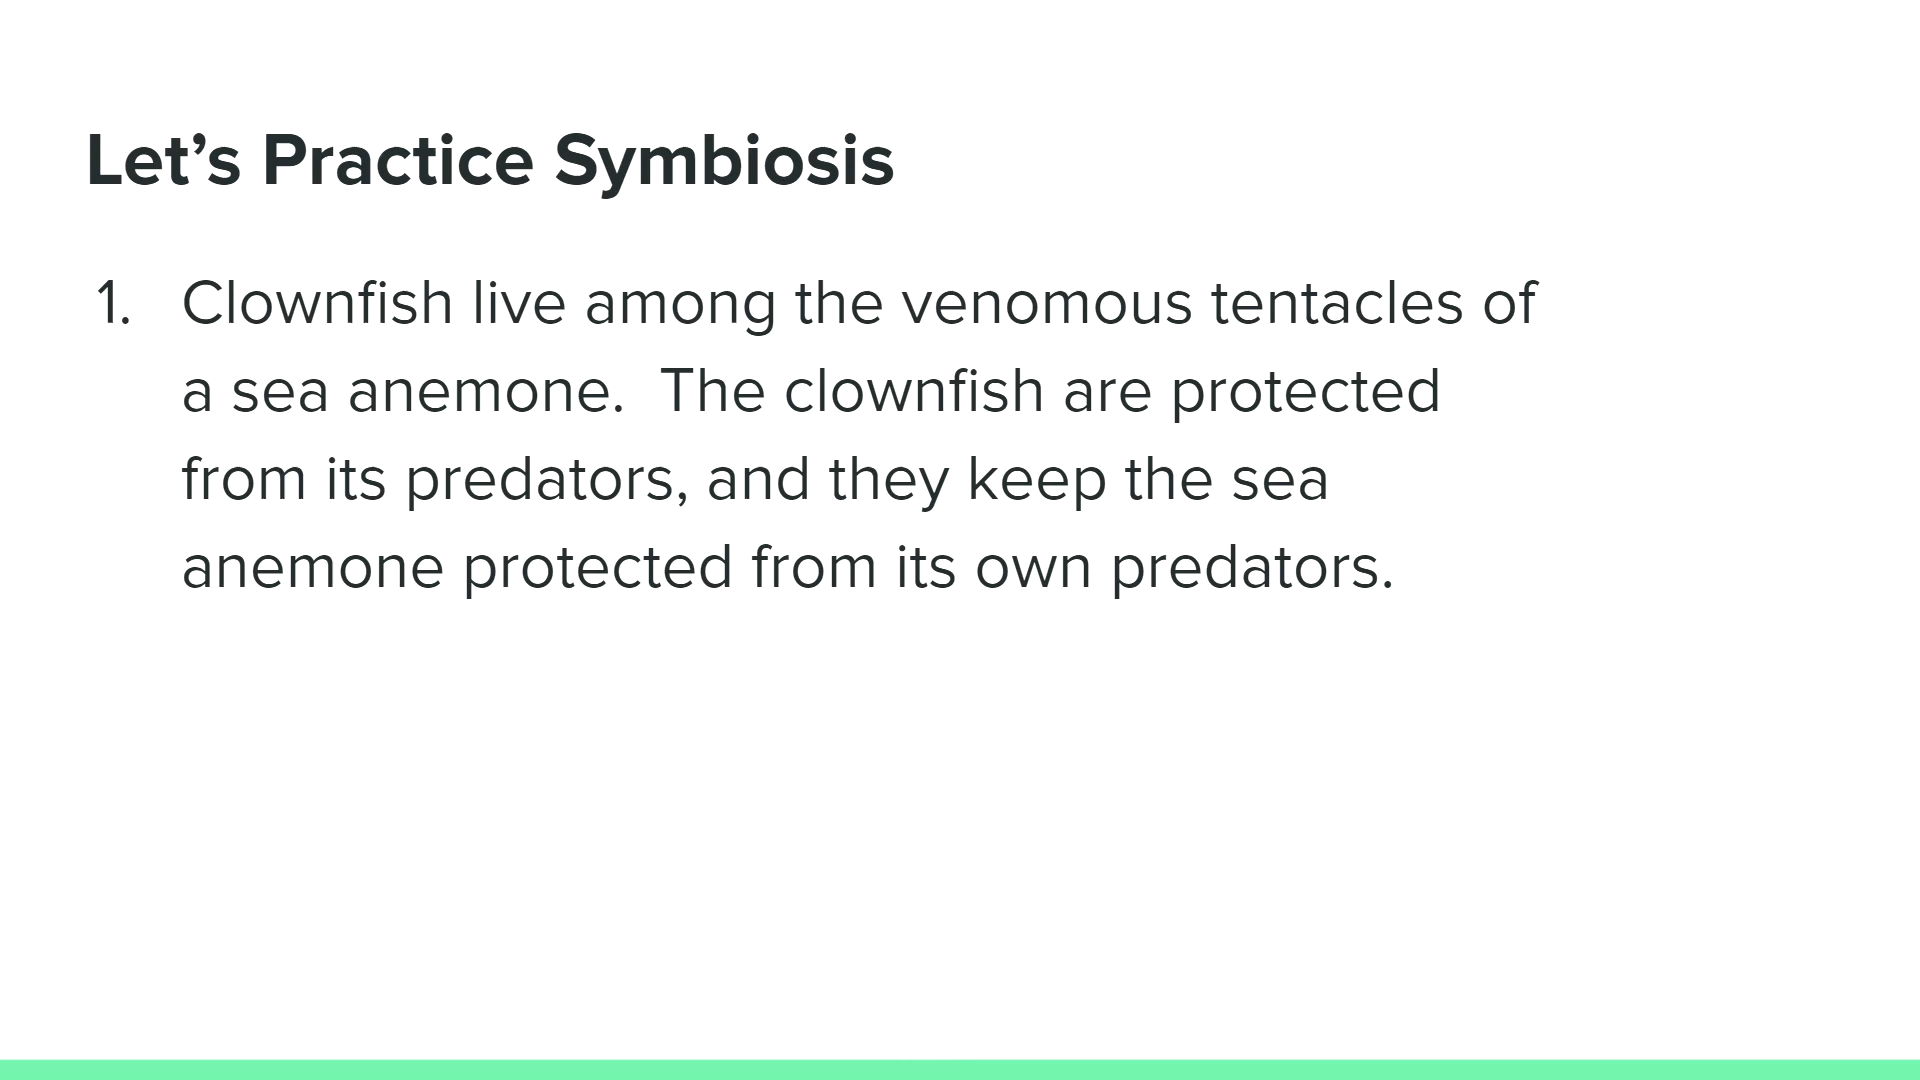 Let’s Practice Symbiosis
1. Clownfish live among the venomous tentacles of
a sea anemone.  The clownfish are protected
from its predators, and they keep the sea
anemone protected from its own predators.